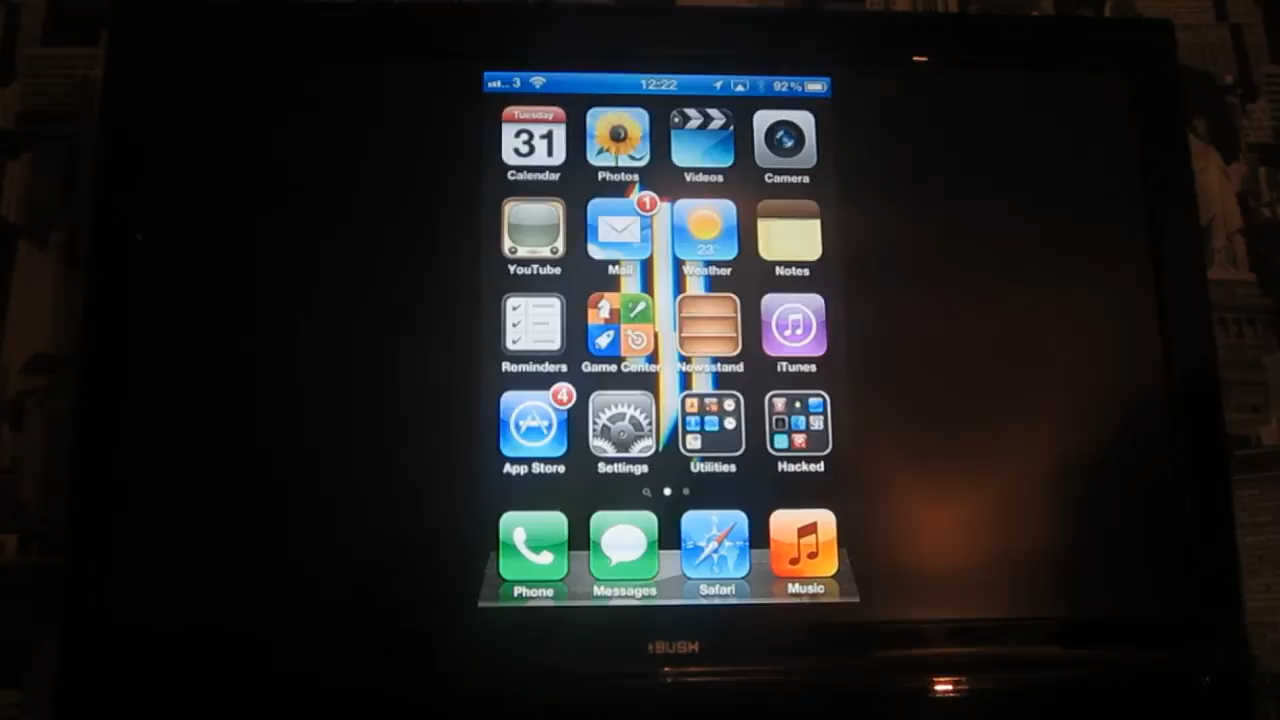 3 12:22 92%
Tuesday
31
Calendar Photos Videos Camera
1
23°
YouTube Mail Weather Notes
Reminders Game Center Newsstand iTunes
4
App Store Settings Utilities Hacked
Phone Messages Safari Music
BUSH